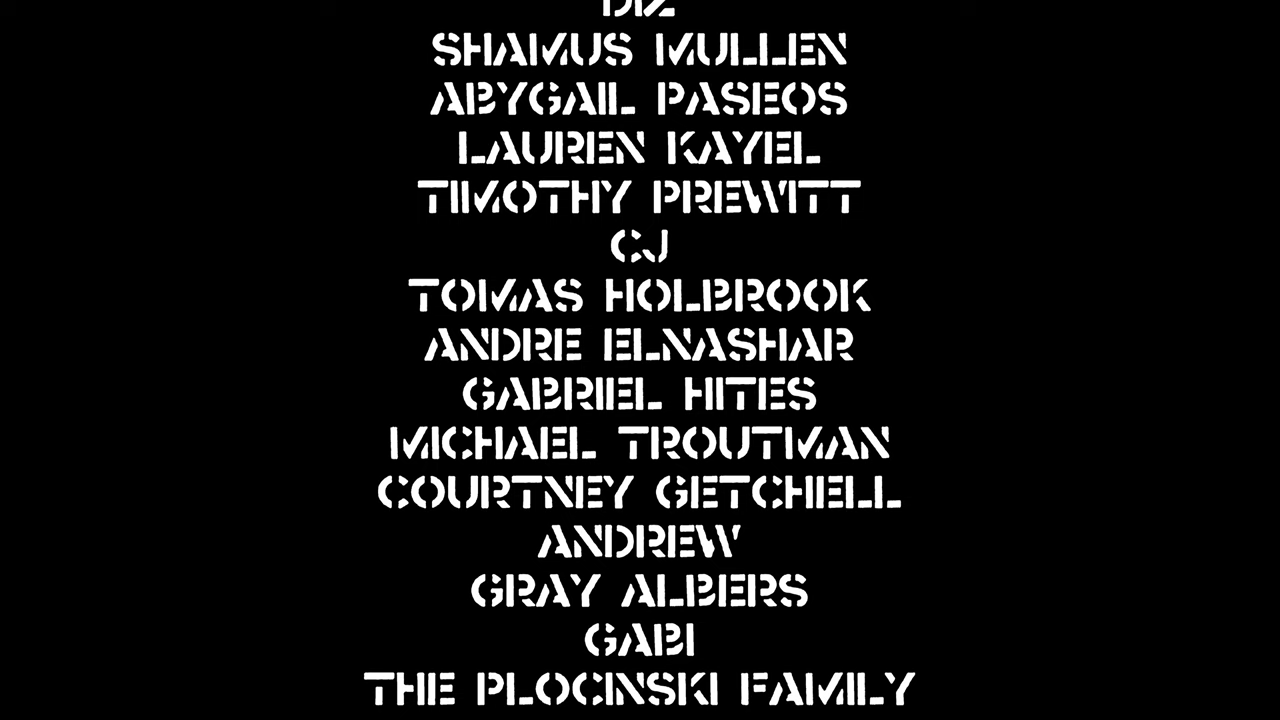 DIZ
SHAMUS MULLEN
ABYGAIL PASEOS
LAUREN KAYEL
TIMOTHY PREWITT
CJ
TOMAS HOLBROOK
ANDRE ELNASHAR
GABRIEL HITES
MICHAEL TROUTMAN
COURTNEY GETCHELL
ANDREW
GRAY ALBERS
GABI
THE PLOCINSKI FAMILY